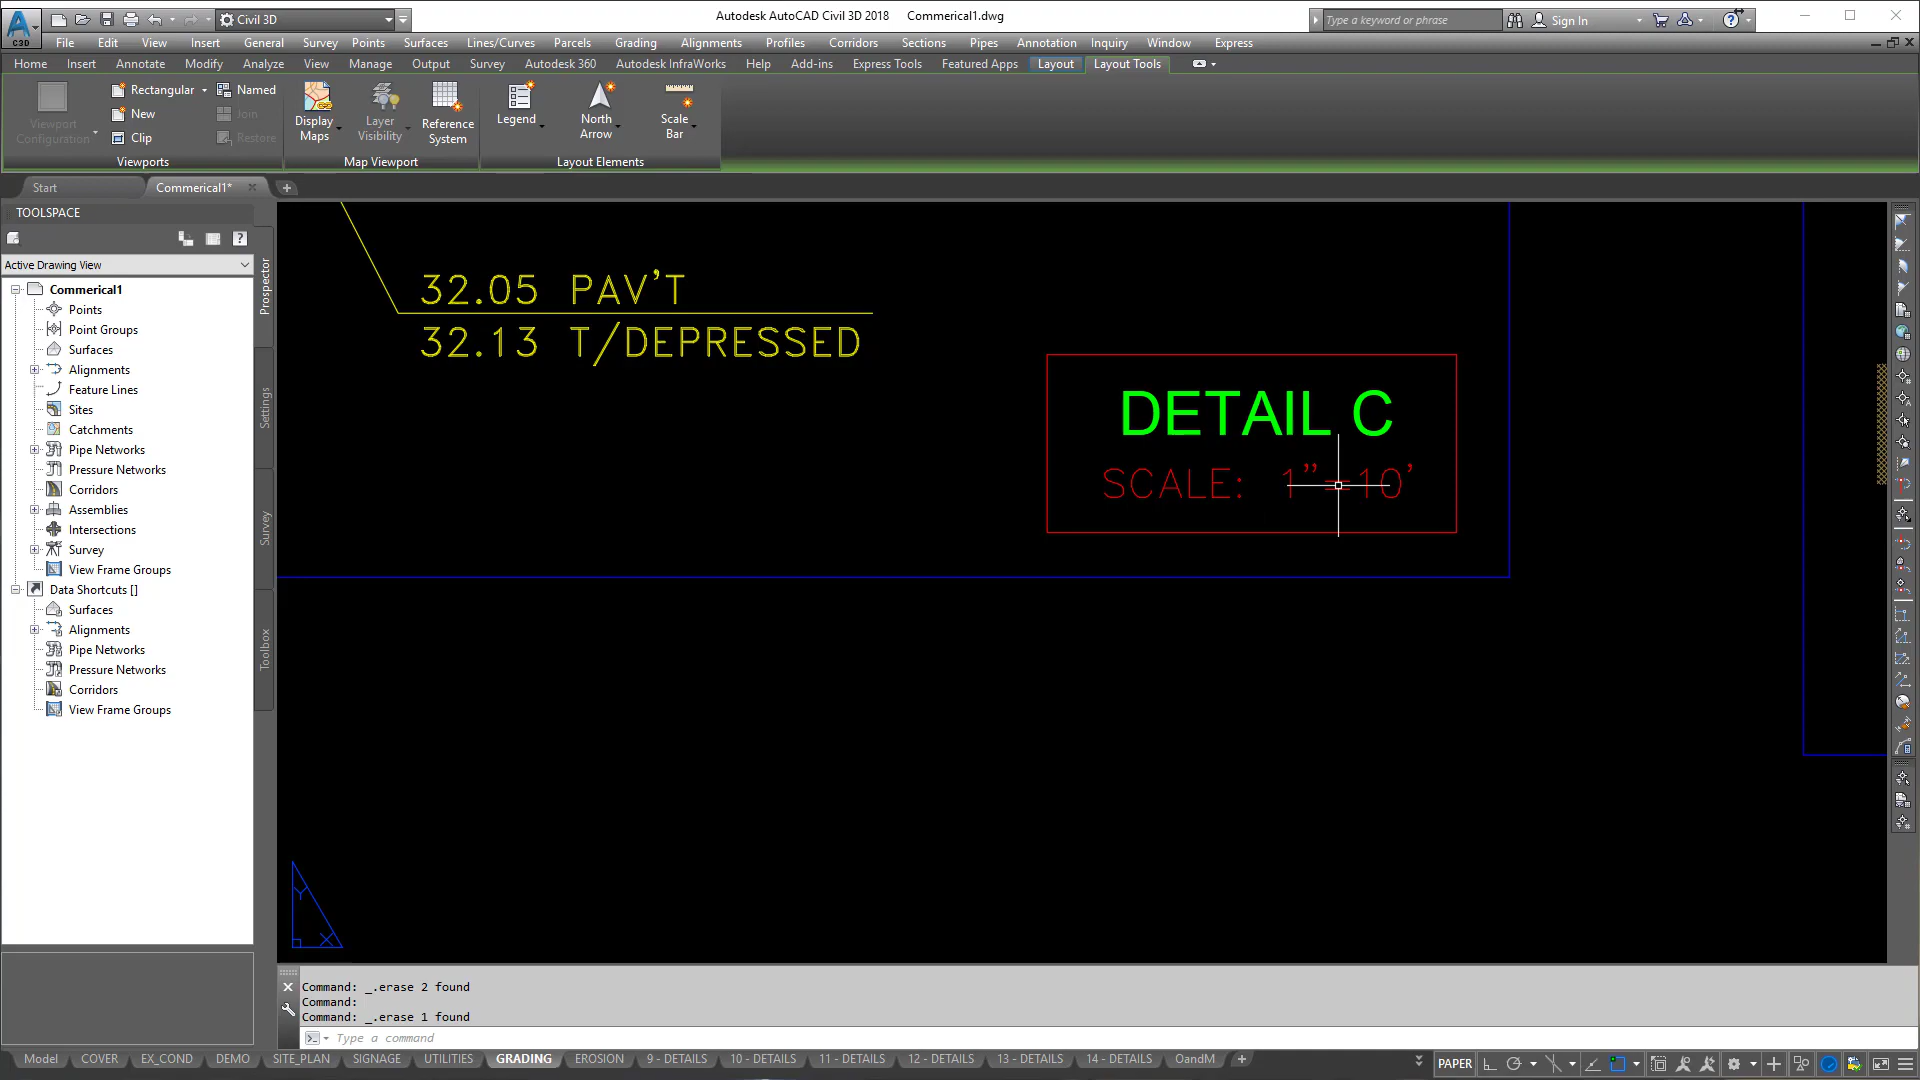 Civil 3D
Autodesk AutoCAD Civil 3D 2018 Commerical1.dwg
Type a keyword or phrase
Sign In
C3D
File Edit View Insert General Survey Points Surfaces Lines/Curves Parcels Grading Alignments Profiles Corridors Sections Pipes Annotation Inquiry Window Express
Home Insert Annotate Modify Analyze View Manage Output Survey Autodesk 360 Autodesk InfraWorks Help Add-ins Express Tools Featured Apps Layout Layout Tools
Viewport
Configuration
Rectangular
New
Clip
Named
Join
Restore
Display
Maps
Layer
Visibility
Reference
System
Legend
North
Arrow
Scale
Bar
Viewports
Map Viewport
Layout Elements
Start
Commerical1*
TOOLSPACE
Active Drawing View
Commerical1
Points
Point Groups
Surfaces
Alignments
Feature Lines
Sites
Catchments
Pipe Networks
Pressure Networks
Corridors
Assemblies
Intersections
Survey
View Frame Groups
Data Shortcuts []
Surfaces
Alignments
Pipe Networks
Pressure Networks
Corridors
View Frame Groups
Prospector
Settings
Survey
Toolbox
32.05 PAV'T
32.13 T/DEPRESSED
DETAIL C
SCALE: 1"=10'
Y
X
Command: _.erase 2 found
Command:
Command: _.erase 1 found
Type a command
Model COVER EX_COND DEMO SITE_PLAN SIGNAGE UTILITIES GRADING EROSION 9 - DETAILS 10 - DETAILS 11 - DETAILS 12 - DETAILS 13 - DETAILS 14 - DETAILS OandM
PAPER